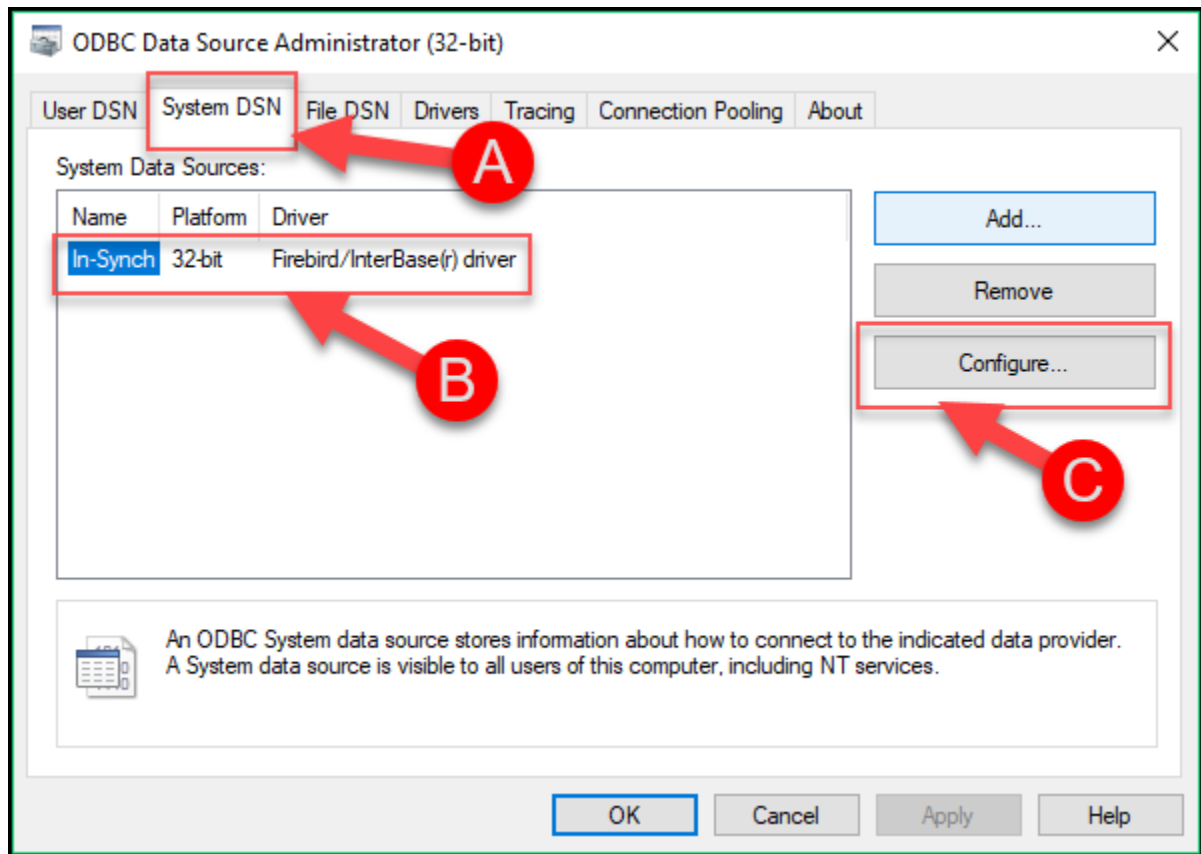 ODBC Data Source Administrator (32-bit)
User DSN System DSN File DSN Drivers Tracing Connection Pooling About
A
System Data Sources:
Name Platform Driver
In-Synch 32-bit Firebird/InterBase(r) driver
B
Add...
Remove
Configure...
C
An ODBC System data source stores information about how to connect to the indicated data provider.
A System data source is visible to all users of this computer, including NT services.
OK Cancel Apply Help